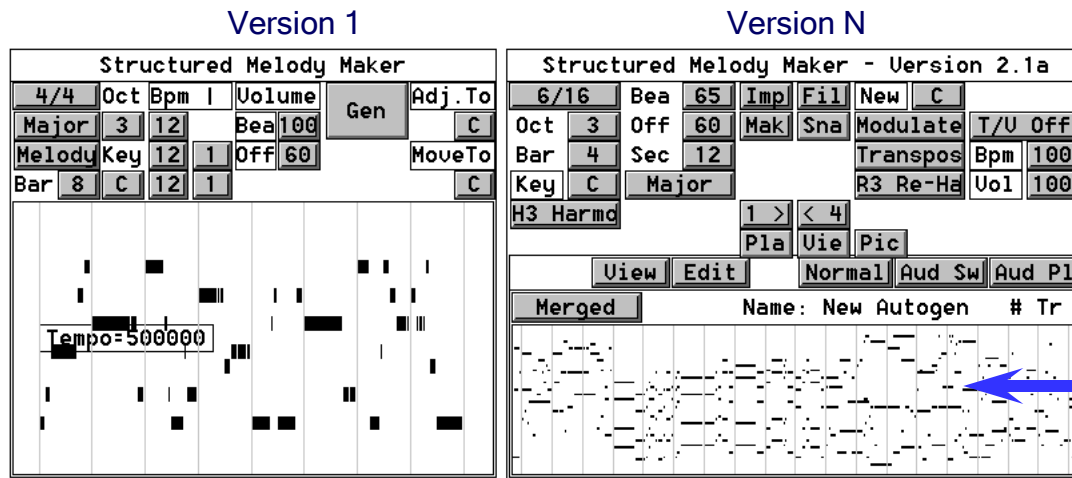 Version 1
Version N
Structured Melody Maker
4/4 Oct Bpm | Volume Gen Adj.To
Major 3 12 Bea 100 C
Melody Key 12 1 Off 60 MoveTo
Bar 8 C 12 1 C
Tempo=500000
Structured Melody Maker - Version 2.1a
6/16 Bea 65 Imp Fil New C
Oct 3 Off 60 Mak Sna Modulate T/V Off
Bar 4 Sec 12 Transpos Bpm 100
Key C Major R3 Re-Ha Vol 100
H3 Harmo 1 > < 4
Pla Vie Pic
View Edit Normal Aud Sw Aud Pl
Merged Name: New Autogen # Tr